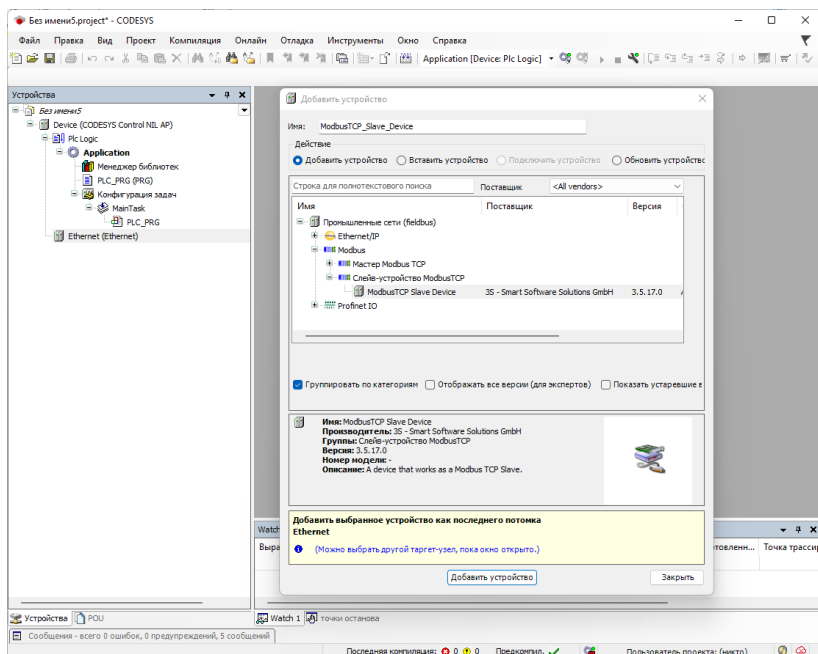 Без имени5.project* - CODESYS
Файл Правка Вид Проект Компиляция Онлайн Отладка Инструменты Окно Справка
Application [Device: Plc Logic]
Устройства
Без имени5
Device (CODESYS Control NIL AP)
Plc Logic
Application
Менеджер библиотек
PLC_PRG (PRG)
Конфигурация задач
MainTask
PLC_PRG
Ethernet (Ethernet)
Добавить устройство
Имя: ModbusTCP_Slave_Device
Действие
Добавить устройство Вставить устройство Подключить устройство Обновить устройство
Строка для полнотекстового поиска Поставщик <All vendors>
Имя Поставщик Версия
Промышленные сети (fieldbus)
Ethernet/IP
Modbus
Мастер Modbus TCP
Слейв-устройство ModbusTCP
ModbusTCP Slave Device 3S - Smart Software Solutions GmbH 3.5.17.0
Profinet IO
Группировать по категориям Отображать все версии (для экспертов) Показать устаревшие в
Имя: ModbusTCP Slave Device
Производитель: 3S - Smart Software Solutions GmbH
Группы: Слейв-устройство ModbusTCP
Версия: 3.5.17.0
Номер модели: -
Описание: A device that works as a Modbus TCP Slave.
Добавить выбранное устройство как последнего потомка
Ethernet
(Можно выбрать другой таргет-узел, пока окно открыто.)
Добавить устройство Закрыть
Watch
Выра
товленн... Точка трассир
Устройства POU
Watch 1 точки останова
Сообщения - всего 0 ошибок, 0 предупреждений, 5 сообщений
Последняя компиляция: 0 0 Предкомпил. Пользователь проекта: (никто)